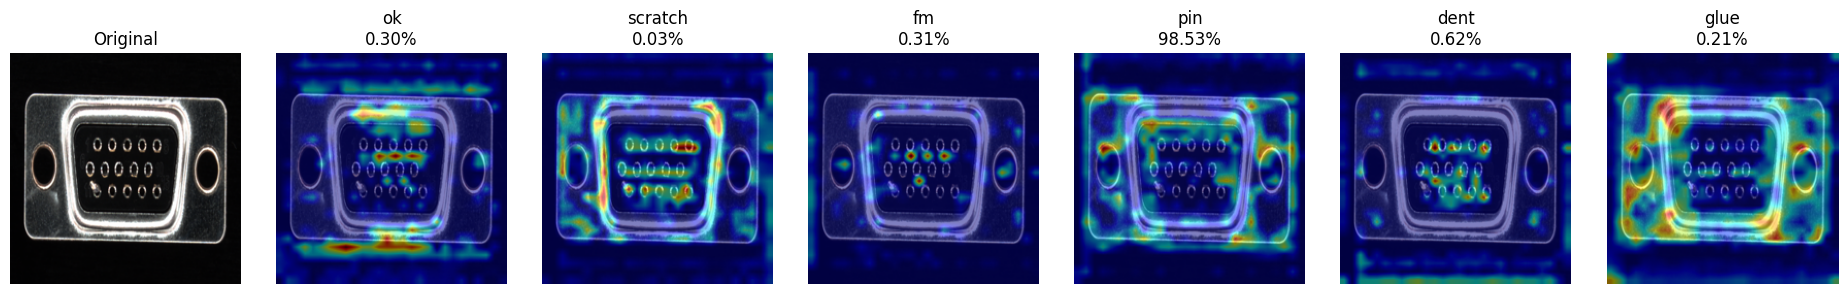 Original
ok
0.30%
scratch
0.03%
fm
0.31%
pin
98.53%
dent
0.62%
glue
0.21%